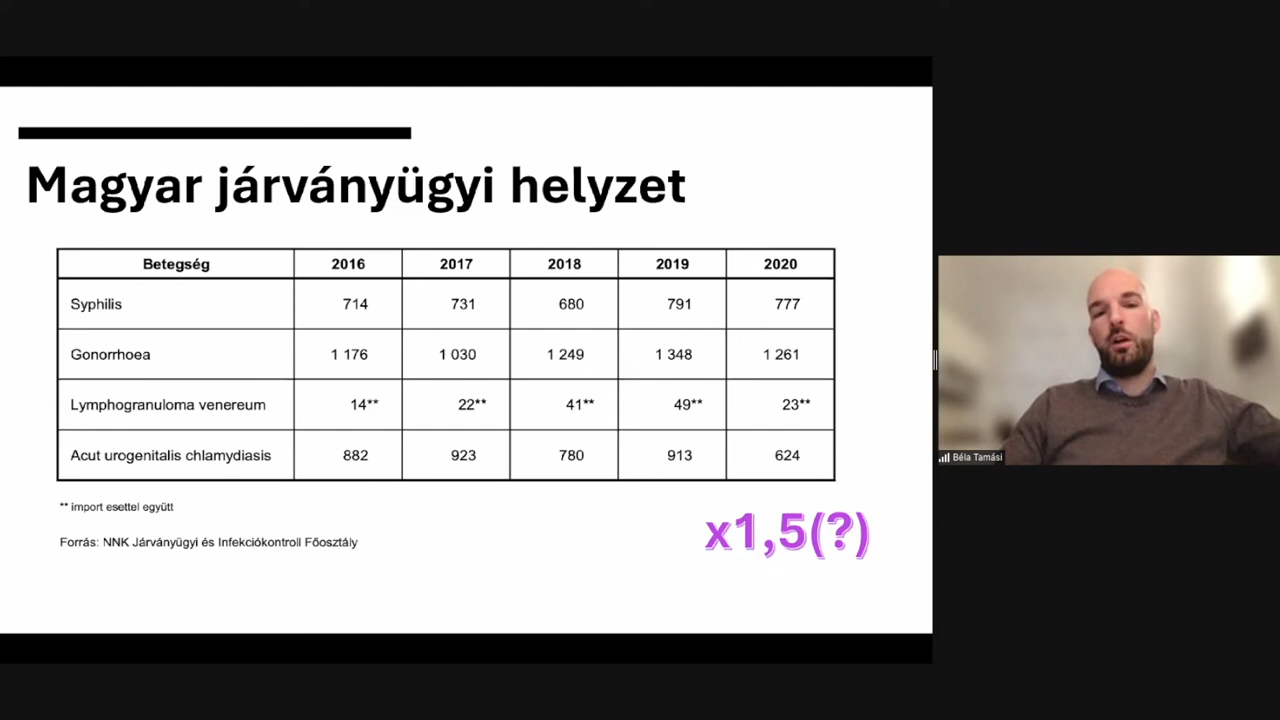 Magyar járványügyi helyzet
Betegség 2016 2017 2018 2019 2020
Syphilis 714 731 680 791 777
Gonorrhoea 1 176 1 030 1 249 1 348 1 261
Lymphogranuloma venereum 14** 22** 41** 49** 23**
Acut urogenitalis chlamydiasis 882 923 780 913 624
** import esettel együtt
Forrás: NNK Járványügyi és Infekciókontroll Főosztály
x1,5(?)
Béla Tamási